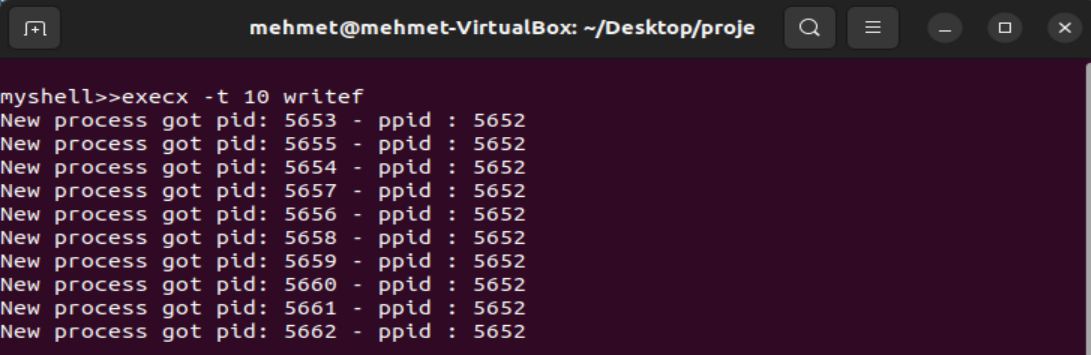 mehmet@mehmet-VirtualBox: ~/Desktop/proje
myshell>>execx -t 10 writef
New process got pid: 5653 - ppid : 5652
New process got pid: 5655 - ppid : 5652
New process got pid: 5654 - ppid : 5652
New process got pid: 5657 - ppid : 5652
New process got pid: 5656 - ppid : 5652
New process got pid: 5658 - ppid : 5652
New process got pid: 5659 - ppid : 5652
New process got pid: 5660 - ppid : 5652
New process got pid: 5661 - ppid : 5652
New process got pid: 5662 - ppid : 5652